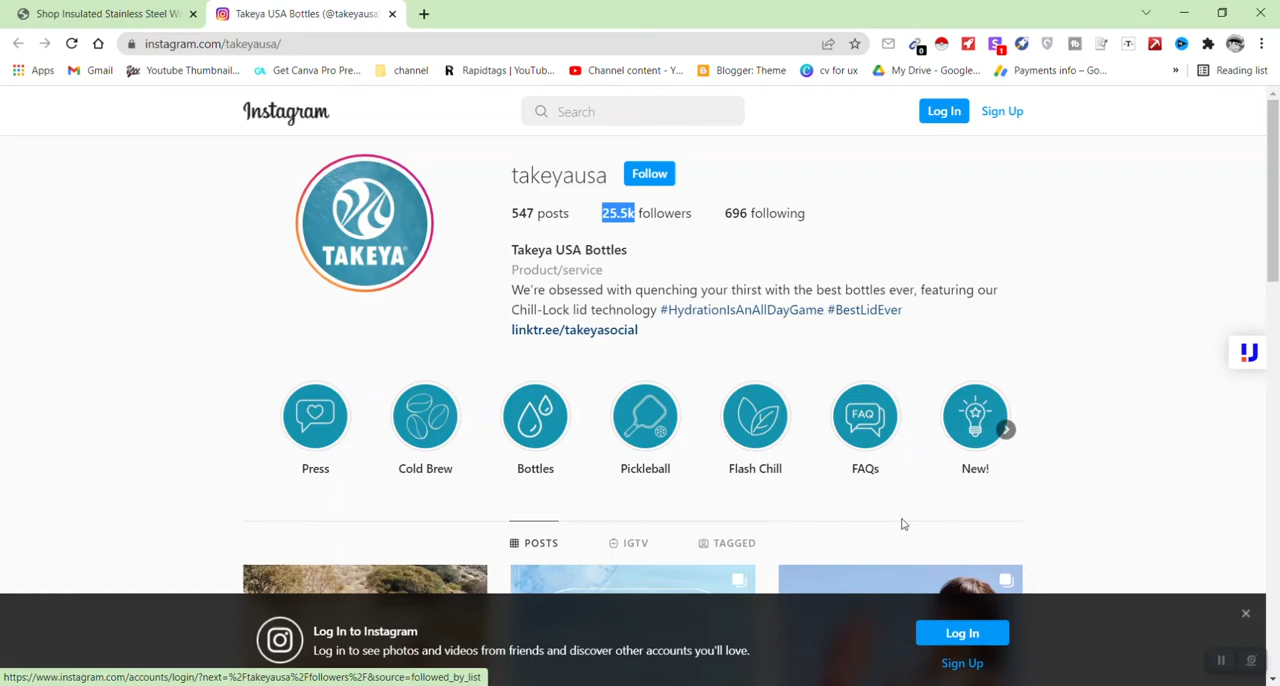 Shop Insulated Stainless Steel Wa
Takeya USA Bottles (@takeyausa)
instagram.com/takeyausa/
0
1
Apps
Gmail
Youtube Thumbnail...
Get Canva Pro Pre...
channel
Rapidtags | YouTub...
Channel content - Y...
Blogger: Theme
cv for ux
My Drive - Google...
Payments info – Go...
»
Reading list
Instagram
Search
Log In
Sign Up
TAKEYA
takeyausa
Follow
547 posts
25.5k followers
696 following
Takeya USA Bottles
Product/service
We're obsessed with quenching your thirst with the best bottles ever, featuring our
Chill-Lock lid technology #HydrationIsAnAllDayGame #BestLidEver
linktr.ee/takeyasocial
FAQ
Press
Cold Brew
Bottles
Pickleball
Flash Chill
FAQs
New!
POSTS
IGTV
TAGGED
Log In to Instagram
Log in to see photos and videos from friends and discover other accounts you'll love.
Log In
Sign Up
https://www.instagram.com/accounts/login/?next=%2Ftakeyausa%2Ffollowers%2F&source=followed_by_list